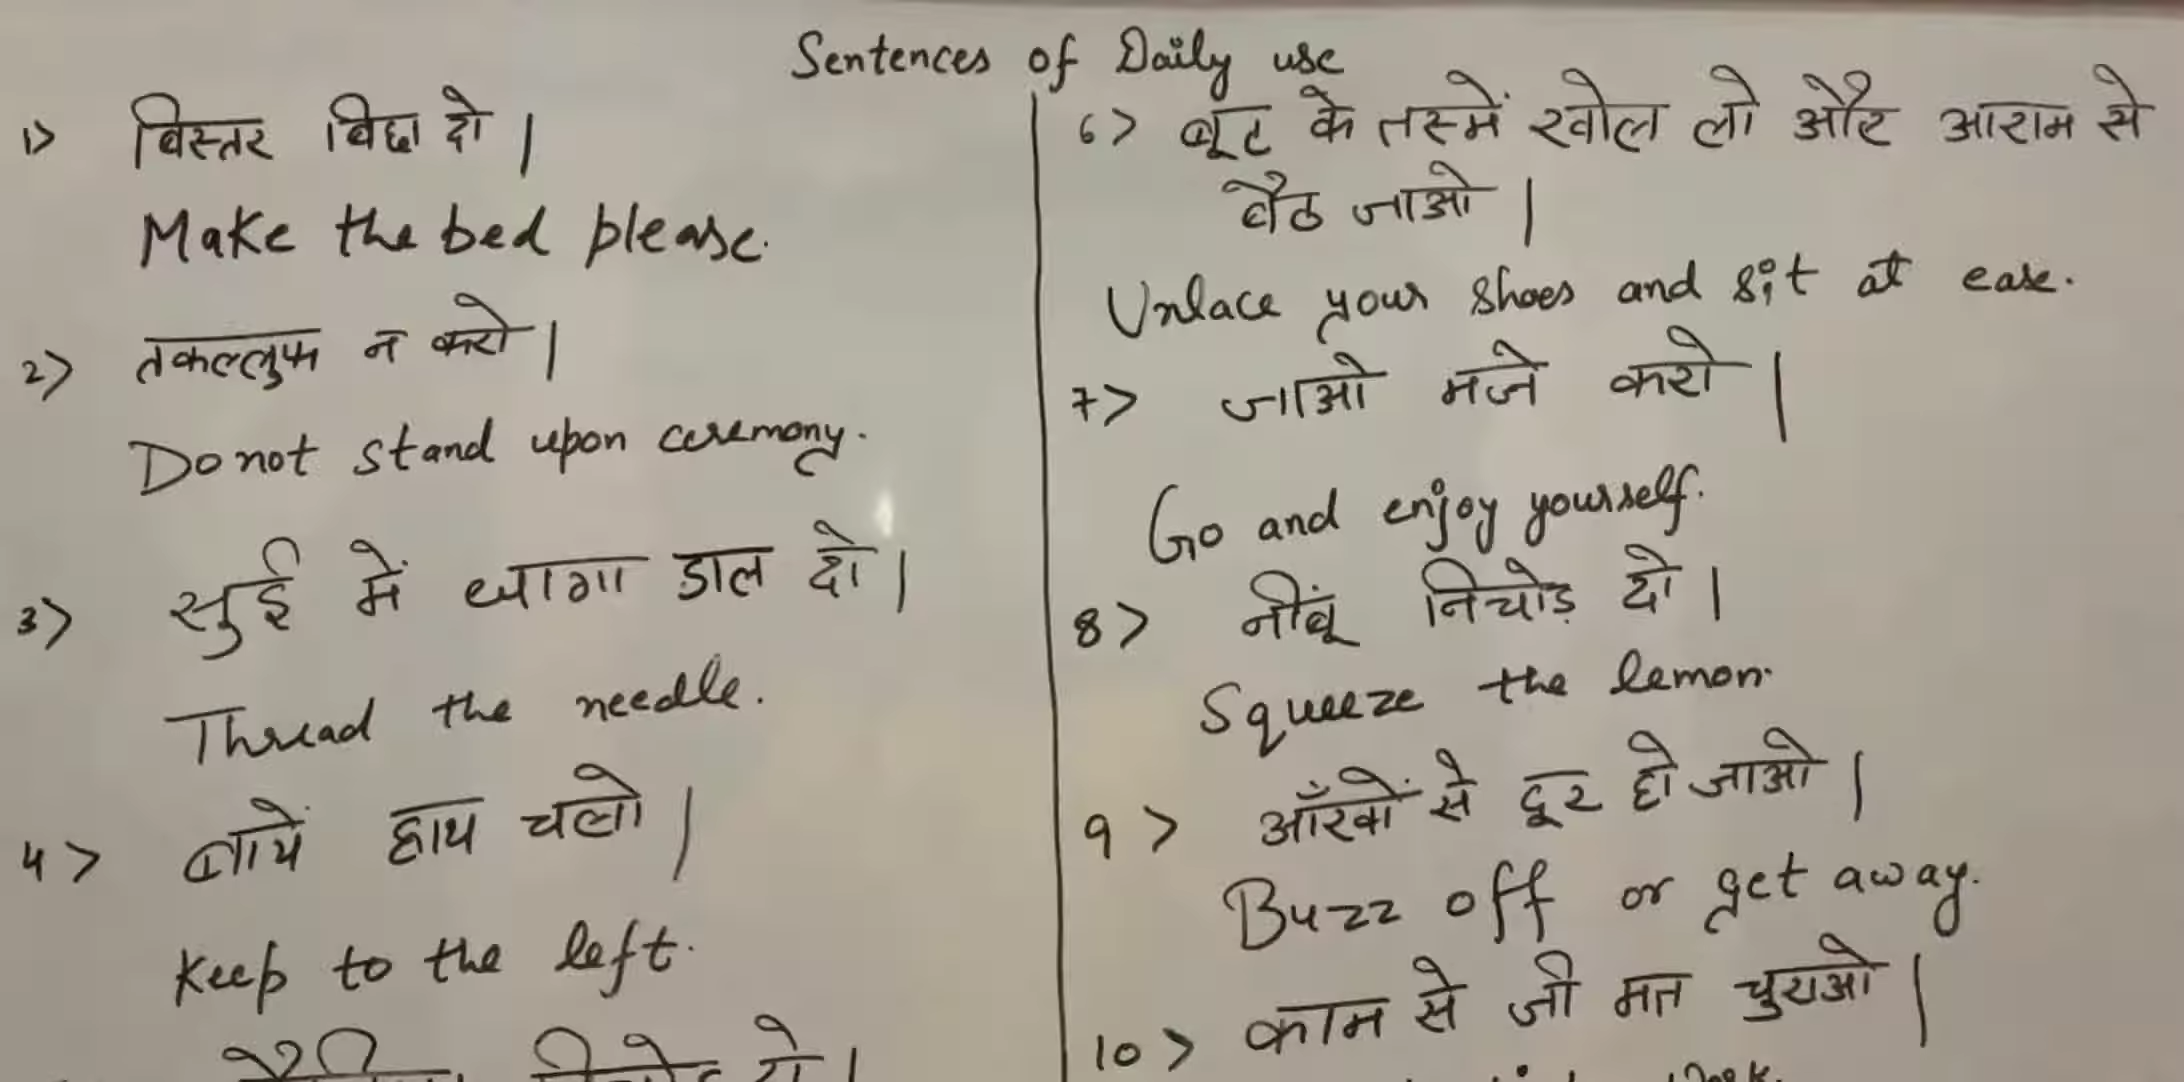 Sentences of Daily use
1> बिस्तर बिछा दो |
Make the bed please.
2> तकल्लुफ न करो |
Do not stand upon ceremony.
3> सुई में धागा डाल दो |
Thread the needle.
4> बायें हाथ चलो |
Keep to the left.
6> बूट के तस्में खोल लो और आराम से
बैठ जाओ |
Unlace your shoes and sit at ease.
7> जाओ मजे करो |
Go and enjoy yourself.
8> नींबू निचोड़ दो |
Squeeze the lemon.
9> आँखों से दूर हो जाओ |
Buzz off or get away.
10> काम से जी मत चुराओ |